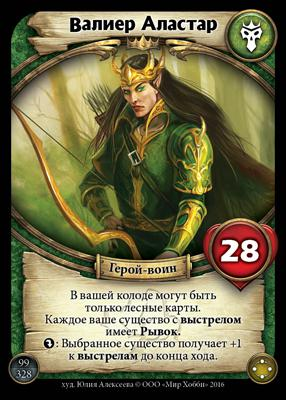 Валиер Аластар
28
Герой-воин
В вашей колоде могут быть
только лесные карты.
Каждое ваше существо с выстрелом
имеет Рывок.
: Выбранное существо получает +1
к выстрелам до конца хода.
99
328
худ. Юлия Алексеева © ООО «Мир Хобби» 2016